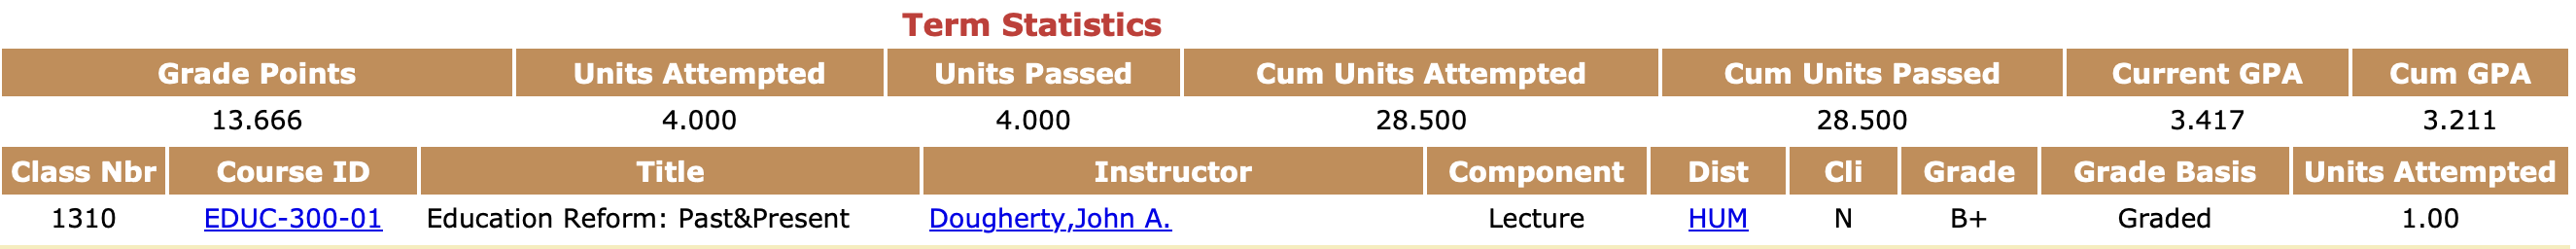 Term Statistics
Grade Points Units Attempted Units Passed Cum Units Attempted Cum Units Passed Current GPA Cum GPA
13.666 4.000 4.000 28.500 28.500 3.417 3.211
Class Nbr Course ID Title Instructor Component Dist Cli Grade Grade Basis Units Attempted
1310 EDUC-300-01 Education Reform: Past&Present Dougherty,John A. Lecture HUM N B+ Graded 1.00